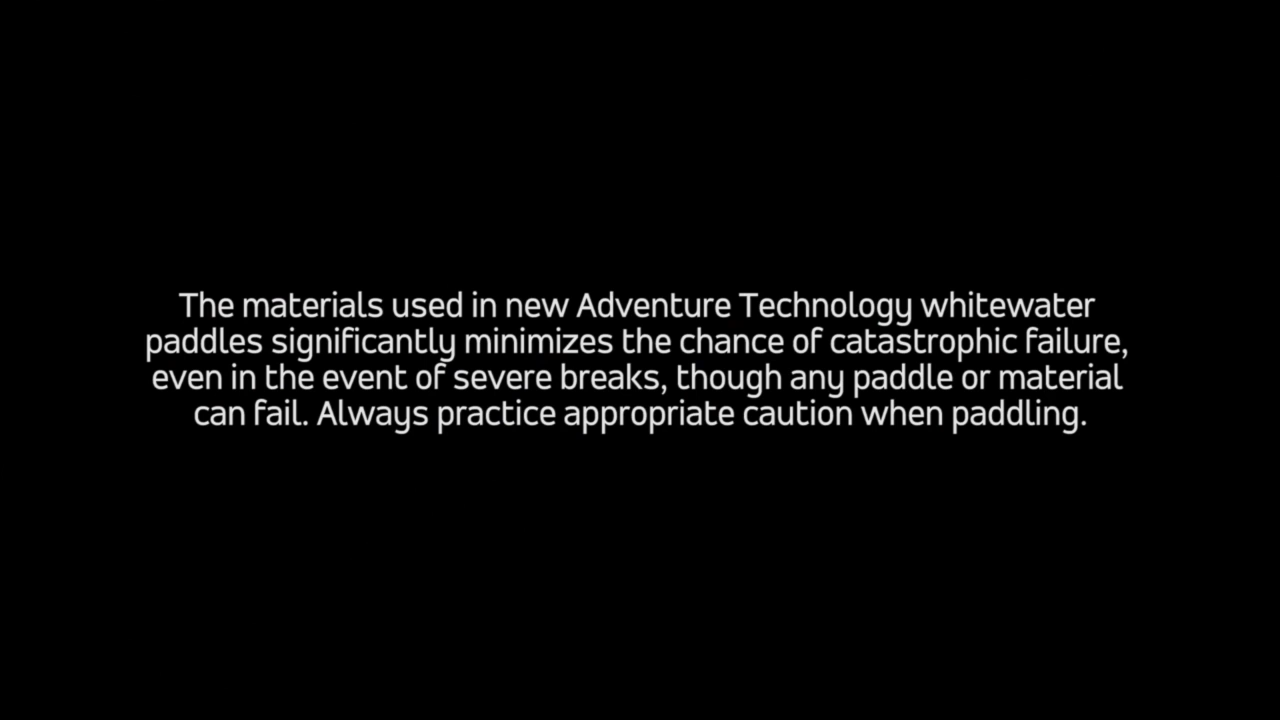 The materials used in new Adventure Technology whitewater
paddles significantly minimizes the chance of catastrophic failure,
even in the event of severe breaks, though any paddle or material
can fail. Always practice appropriate caution when paddling.